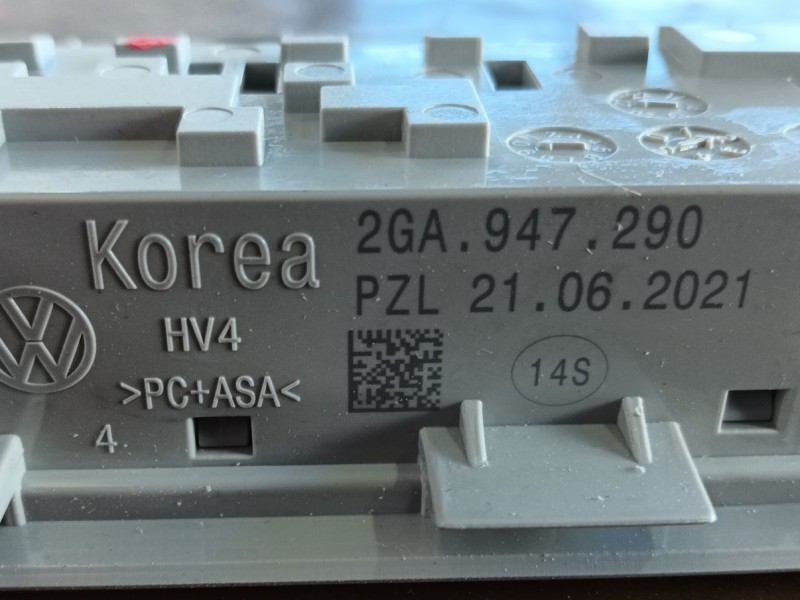 Korea
2GA.947.290
PZL 21.06.2021
HV4
>PC+ASA<
14S
4.